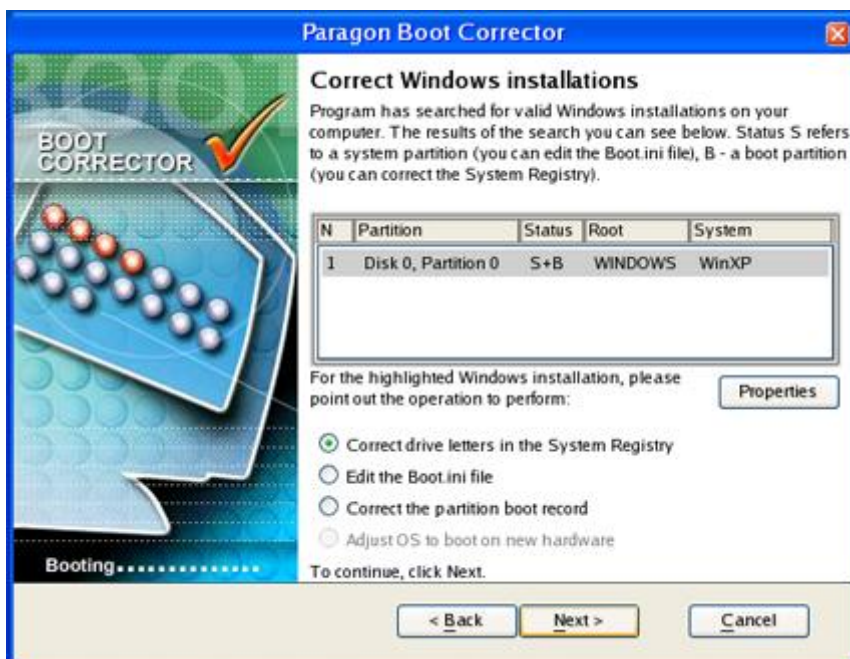 Paragon Boot Corrector
BOOT
CORRECTOR
Correct Windows installations
Program has searched for valid Windows installations on your
computer. The results of the search you can see below. Status S refers
to a system partition (you can edit the Boot.ini file), B - a boot partition
(you can correct the System Registry).
N Partition Status Root System
1 Disk 0, Partition 0 S+B WINDOWS WinXP
For the highlighted Windows installation, please
point out the operation to perform:
Properties
Correct drive letters in the System Registry
Edit the Boot.ini file
Correct the partition boot record
Adjust OS to boot on new hardware
Booting..............
To continue, click Next.
< Back Next > Cancel